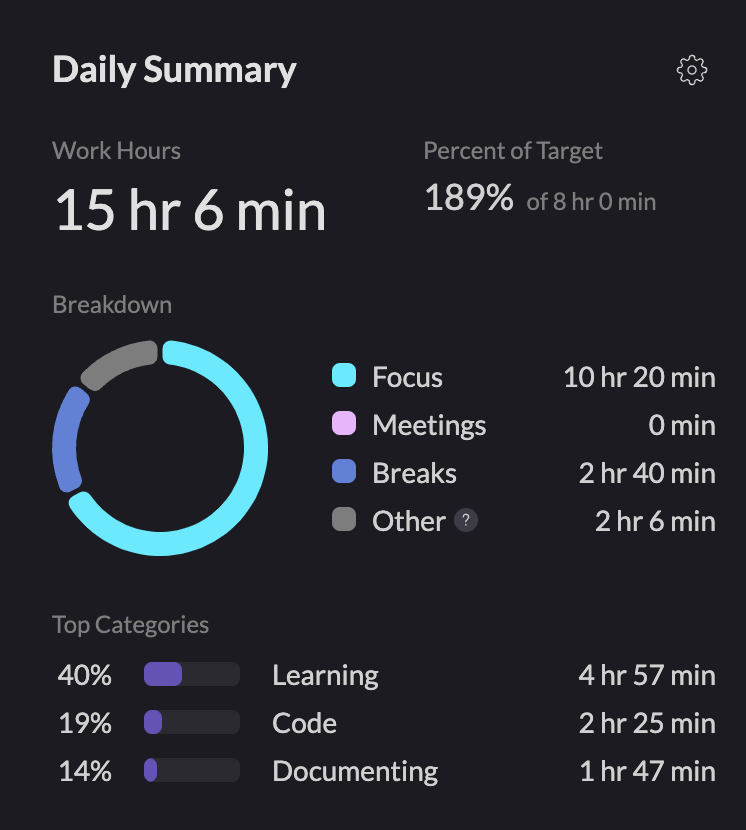 Daily Summary
Work Hours
15 hr 6 min
Percent of Target
189% of 8 hr 0 min
Breakdown
Focus 10 hr 20 min
Meetings 0 min
Breaks 2 hr 40 min
Other ? 2 hr 6 min
Top Categories
40% Learning 4 hr 57 min
19% Code 2 hr 25 min
14% Documenting 1 hr 47 min